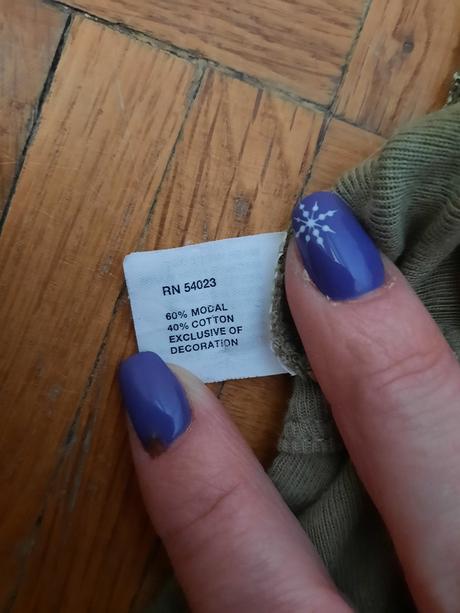 RN 54023
60% MODAL
40% COTTON
EXCLUSIVE OF
DECORATION